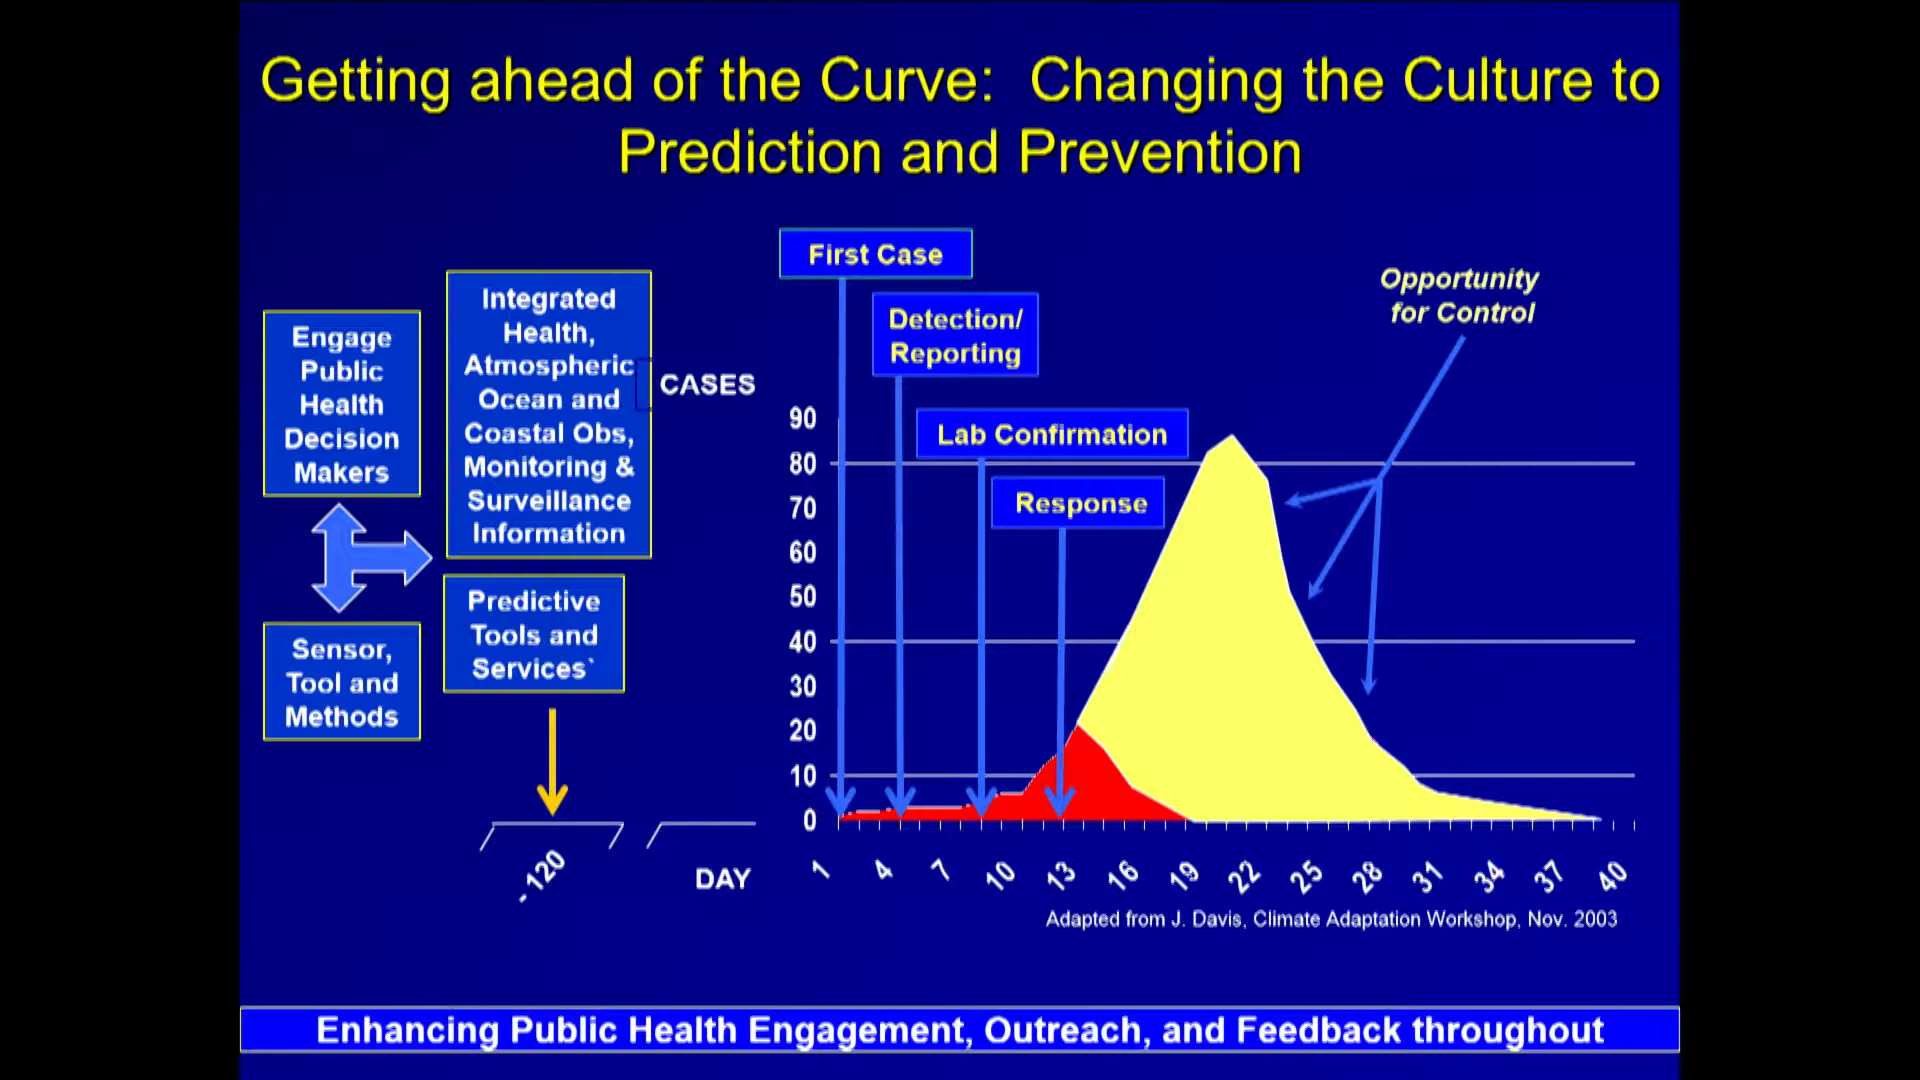 Getting ahead of the Curve:  Changing the Culture to
Prediction and Prevention
Engage
Public
Health
Decision
Makers
Sensor,
Tool and
Methods
Integrated
Health,
Atmospheric
Ocean and
Coastal Obs,
Monitoring &
Surveillance
Information
Predictive
Tools and
Services`
CASES
First Case
Detection/
Reporting
Lab Confirmation
Response
Opportunity
for Control
90
80
70
60
50
40
30
20
10
0
- 120
DAY
1
4
7
10
13
16
19
22
25
28
31
34
37
40
Adapted from J. Davis, Climate Adaptation Workshop, Nov. 2003
Enhancing Public Health Engagement, Outreach, and Feedback throughout